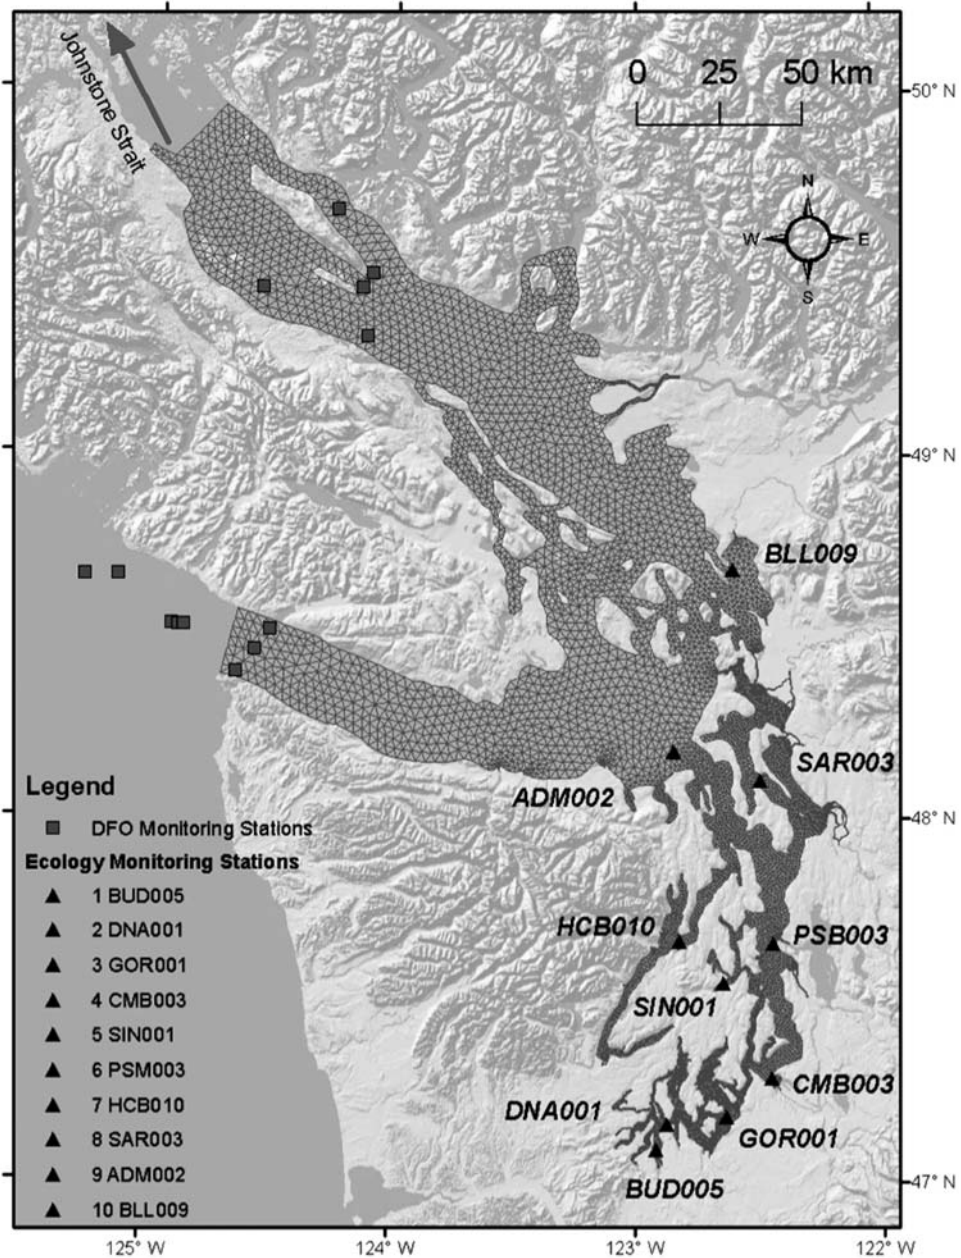 Johnstone Strait
0 25 50 km
50° N
N
W E
S
49° N
BLL009
SAR003
ADM002
48° N
HCB010
PSB003
SIN001
CMB003
DNA001
GOR001
BUD005
47° N
Legend
DFO Monitoring Stations
Ecology Monitoring Stations
1 BUD005
2 DNA001
3 GOR001
4 CMB003
5 SIN001
6 PSM003
7 HCB010
8 SAR003
9 ADM002
10 BLL009
125° W 124° W 123° W 122° W